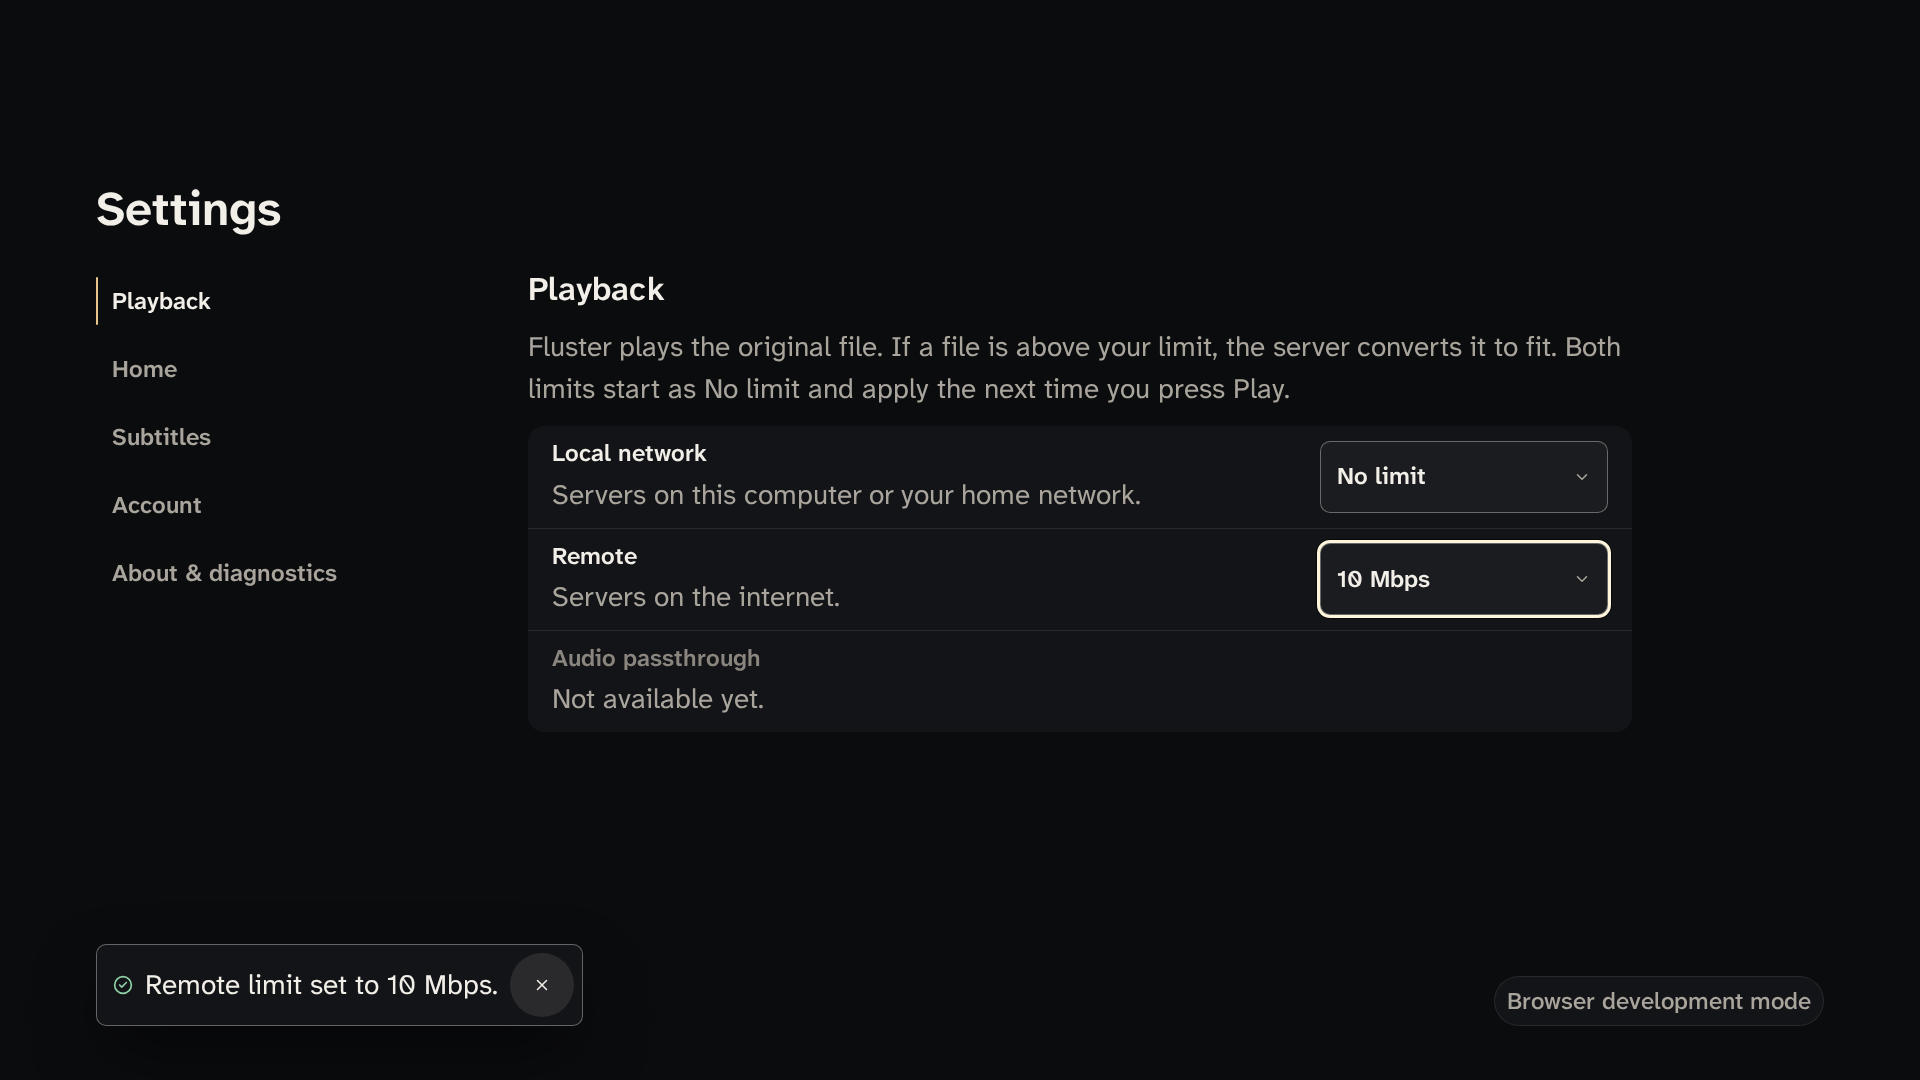 Settings
Playback
Home
Subtitles
Account
About & diagnostics
Playback
Fluster plays the original file. If a file is above your limit, the server converts it to fit. Both
limits start as No limit and apply the next time you press Play.
Local network
Servers on this computer or your home network.
No limit
Remote
Servers on the internet.
10 Mbps
Audio passthrough
Not available yet.
Remote limit set to 10 Mbps.
Browser development mode